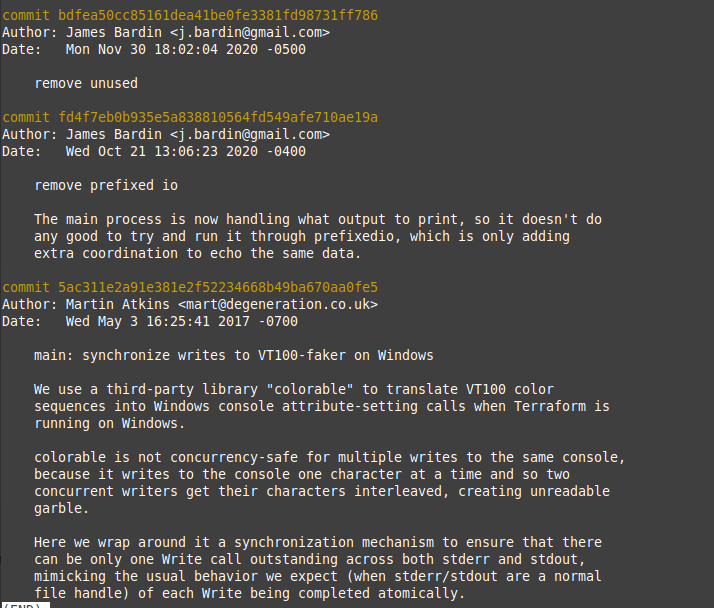 commit bdfea50cc85161dea41be0fe3381fd98731ff786
Author: James Bardin <j.bardin@gmail.com>
Date:   Mon Nov 30 18:02:04 2020 -0500

    remove unused

commit fd4f7eb0b935e5a838810564fd549afe710ae19a
Author: James Bardin <j.bardin@gmail.com>
Date:   Wed Oct 21 13:06:23 2020 -0400

    remove prefixed io

    The main process is now handling what output to print, so it doesn't do
    any good to try and run it through prefixedio, which is only adding
    extra coordination to echo the same data.

commit 5ac311e2a91e381e2f52234668b49ba670aa0fe5
Author: Martin Atkins <mart@degeneration.co.uk>
Date:   Wed May 3 16:25:41 2017 -0700

    main: synchronize writes to VT100-faker on Windows

    We use a third-party library "colorable" to translate VT100 color
    sequences into Windows console attribute-setting calls when Terraform is
    running on Windows.

    colorable is not concurrency-safe for multiple writes to the same console,
    because it writes to the console one character at a time and so two
    concurrent writers get their characters interleaved, creating unreadable
    garble.

    Here we wrap around it a synchronization mechanism to ensure that there
    can be only one Write call outstanding across both stderr and stdout,
    mimicking the usual behavior we expect (when stderr/stdout are a normal
    file handle) of each Write being completed atomically.
(END)